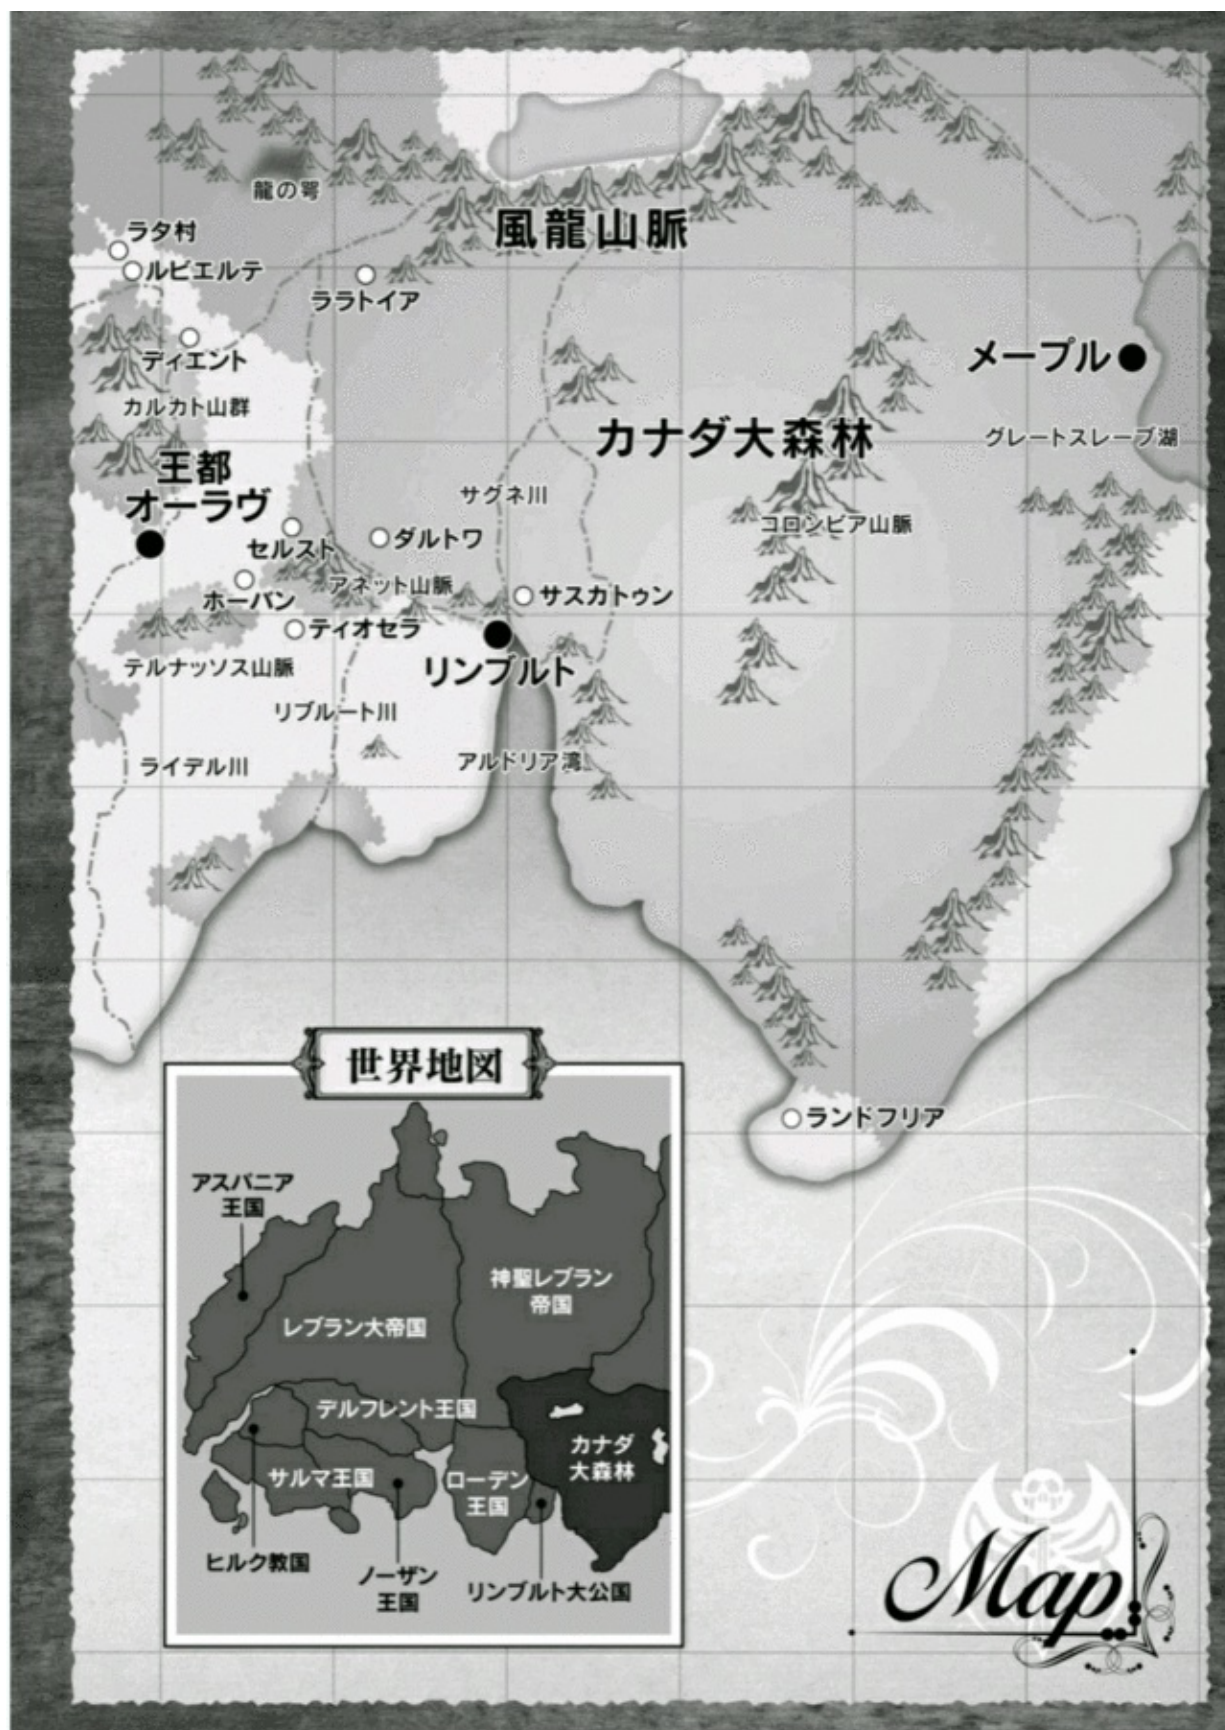 龍の咢
風龍山脈
ラタ村
ルビエルテ
ララトイア
ディエント
メープル
カルカト山群
カナダ大森林
グレートスレーブ湖
王都
オーラヴ
サグネ川
コロンビア山脈
セルスト
ダルトワ
アネット山脈
ホーバン
サスカトゥン
ティオセラ
テルナッソス山脈
リンブルト
リブルート川
ライデル川
アルドリア湾
世界地図
ランドフリア
アスパニア
王国
神聖レブラン
帝国
レブラン大帝国
デルフレント王国
カナダ
大森林
サルマ王国
ローデン
王国
ヒルク教国
ノーザン
王国
リンブルト大公国
Map